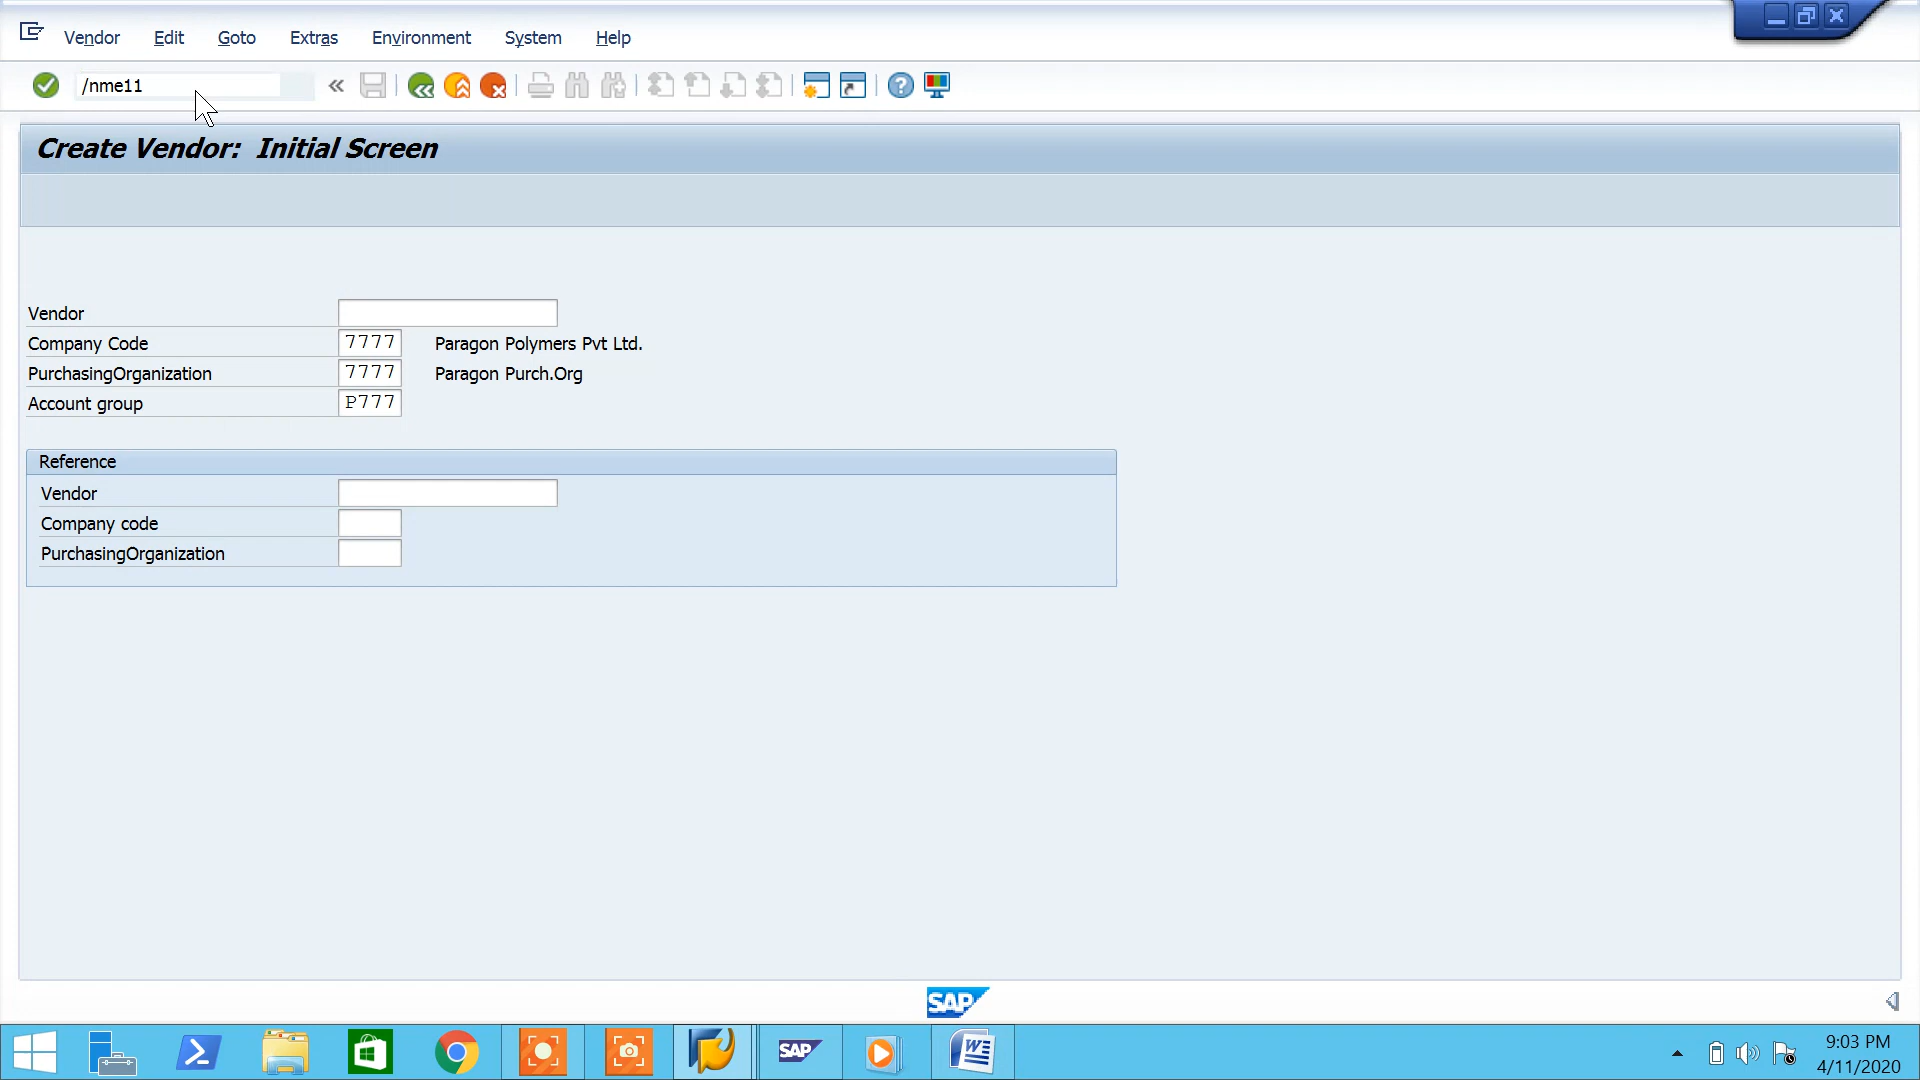 Vendor Edit Goto Extras Environment System Help
/nme11
Create Vendor: Initial Screen
Vendor
Company Code 7777 Paragon Polymers Pvt Ltd.
PurchasingOrganization 7777 Paragon Purch.Org
Account group P777
Reference
Vendor
Company code
PurchasingOrganization
SAP
SAP
9:03 PM
4/11/2020